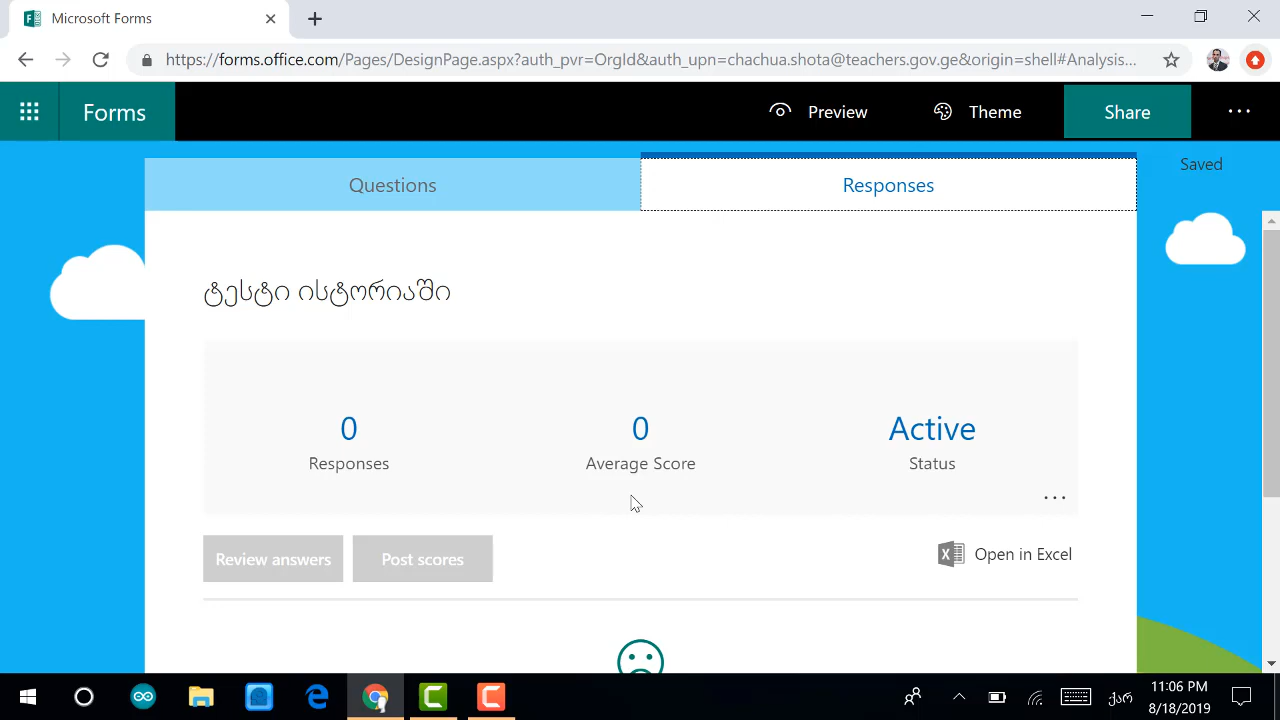 Microsoft Forms
https://forms.office.com/Pages/DesignPage.aspx?auth_pvr=OrgId&auth_upn=chachua.shota@teachers.gov.ge&origin=shell#Analysis...
Forms
Preview
Theme
Share
Questions
Responses
Saved
ტესტი ისტორიაში
0
Responses
0
Average Score
Active
Status
Review answers
Post scores
Open in Excel
ქარ
11:06 PM
8/18/2019